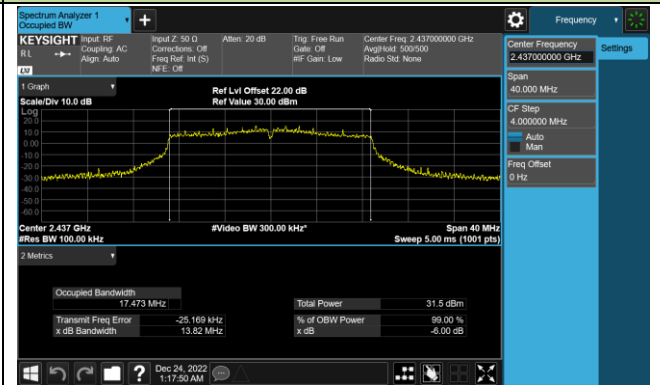 Spectrum Analyzer 1
Occupied BW
Frequency
KEYSIGHT
RL
LXI
Input: RF
Coupling: AC
Align: Auto
Input Z: 50 Ω
Corrections: Off
Freq Ref: Int (S)
NFE: Off
Atten: 20 dB
Trig: Free Run
Gate: Off
#IF Gain: Low
Center Freq: 2.437000000 GHz
Avg|Hold: 500/500
Radio Std: None
Center Frequency
2.437000000 GHz
Settings
Span
40.000 MHz
CF Step
4.000000 MHz
Auto
Man
Freq Offset
0 Hz
1 Graph
Scale/Div 10.0 dB
Ref Lvl Offset 22.00 dB
Ref Value 30.00 dBm
Log
20.0
10.0
0.00
-10.0
-20.0
-30.0
-40.0
-50.0
-60.0
Center 2.437 GHz
#Res BW 100.00 kHz
#Video BW 300.00 kHz*
Span 40 MHz
Sweep 5.00 ms (1001 pts)
2 Metrics
Occupied Bandwidth
17.473 MHz
Total Power 31.5 dBm
Transmit Freq Error -25.169 kHz
% of OBW Power 99.00 %
x dB Bandwidth 13.82 MHz
x dB -6.00 dB
?
Dec 24, 2022
1:17:50 AM